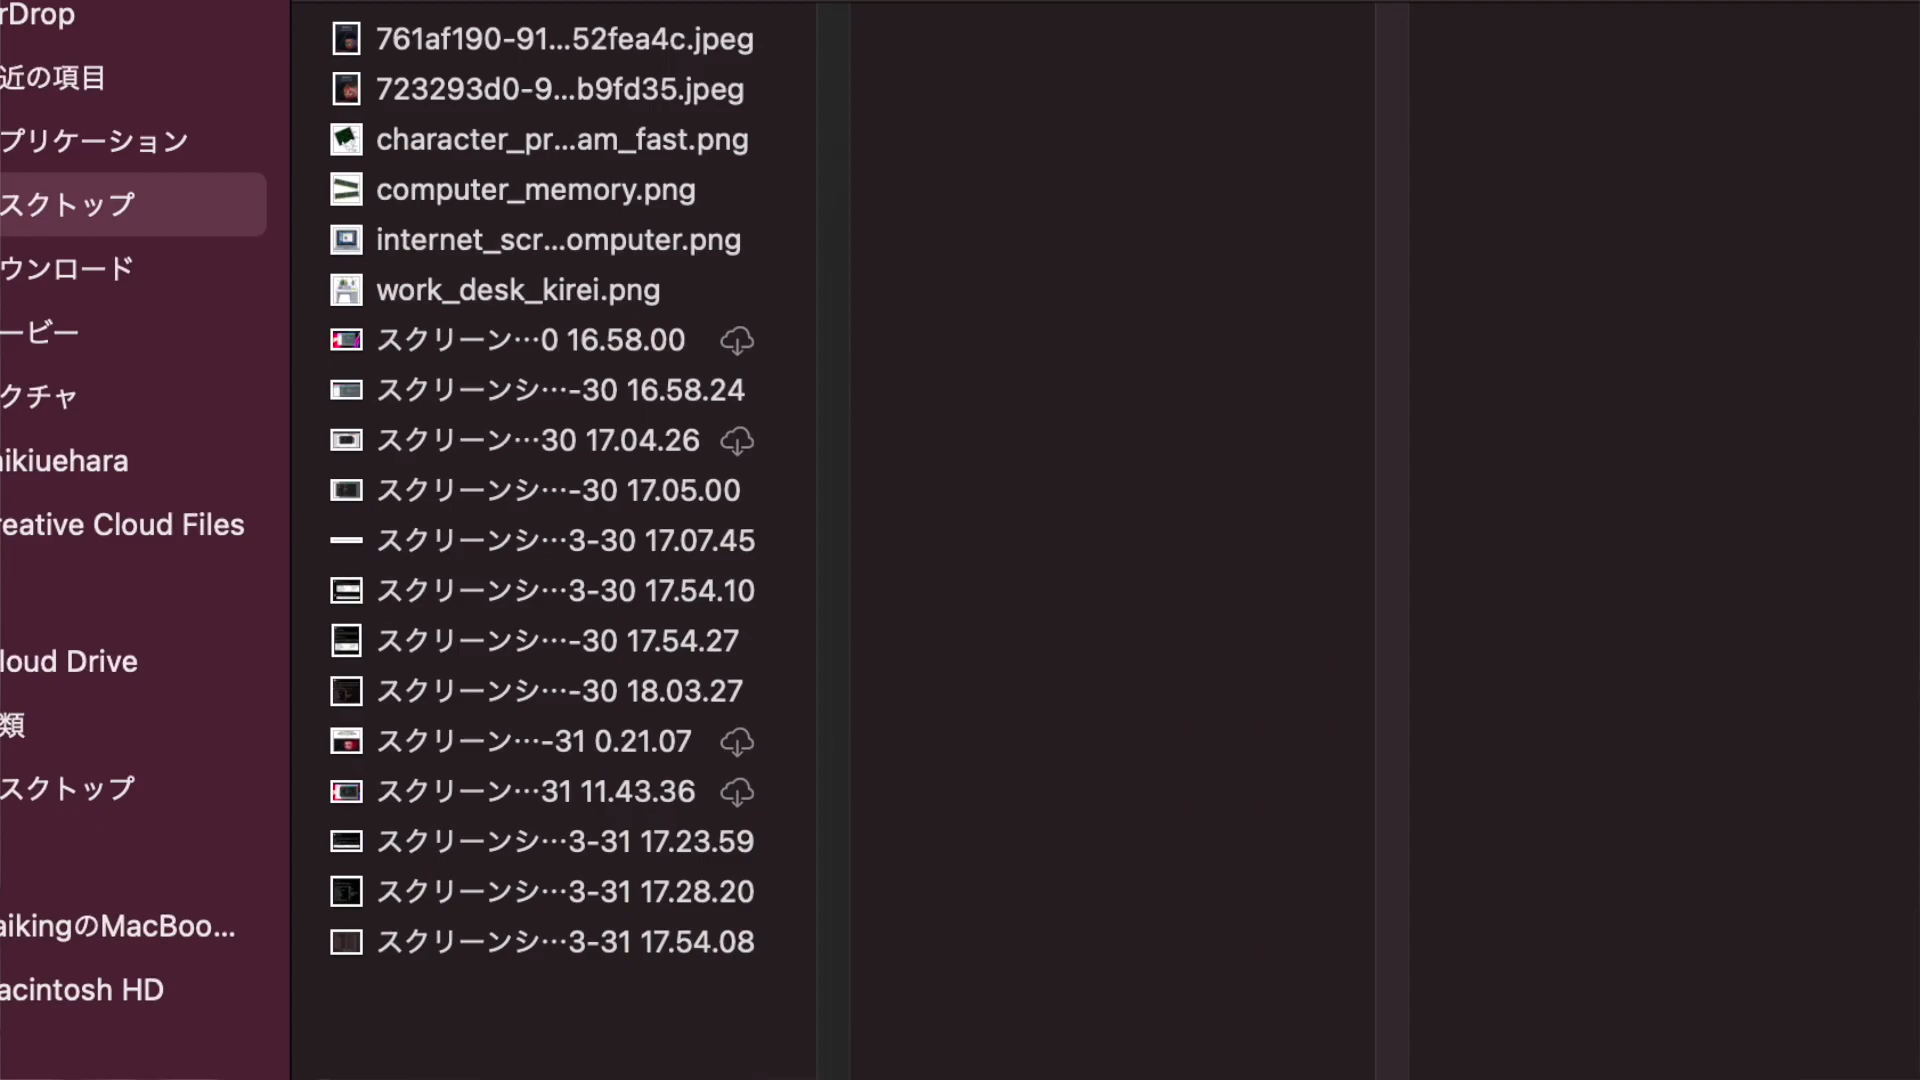 rDrop
近の項目
プリケーション
スクトップ
ウンロード
ービー
クチャ
ikiuehara
reative Cloud Files
loud Drive
類
スクトップ
aikingのMacBoo...
acintosh HD
761af190-91...52fea4c.jpeg
723293d0-9...b9fd35.jpeg
character_pr...am_fast.png
computer_memory.png
internet_scr...omputer.png
work_desk_kirei.png
スクリーン…0 16.58.00
スクリーンシ…-30 16.58.24
スクリーン…30 17.04.26
スクリーンシ…-30 17.05.00
スクリーンシ…3-30 17.07.45
スクリーンシ…3-30 17.54.10
スクリーンシ…-30 17.54.27
スクリーンシ…-30 18.03.27
スクリーン…-31 0.21.07
スクリーン…31 11.43.36
スクリーンシ…3-31 17.23.59
スクリーンシ…3-31 17.28.20
スクリーンシ…3-31 17.54.08